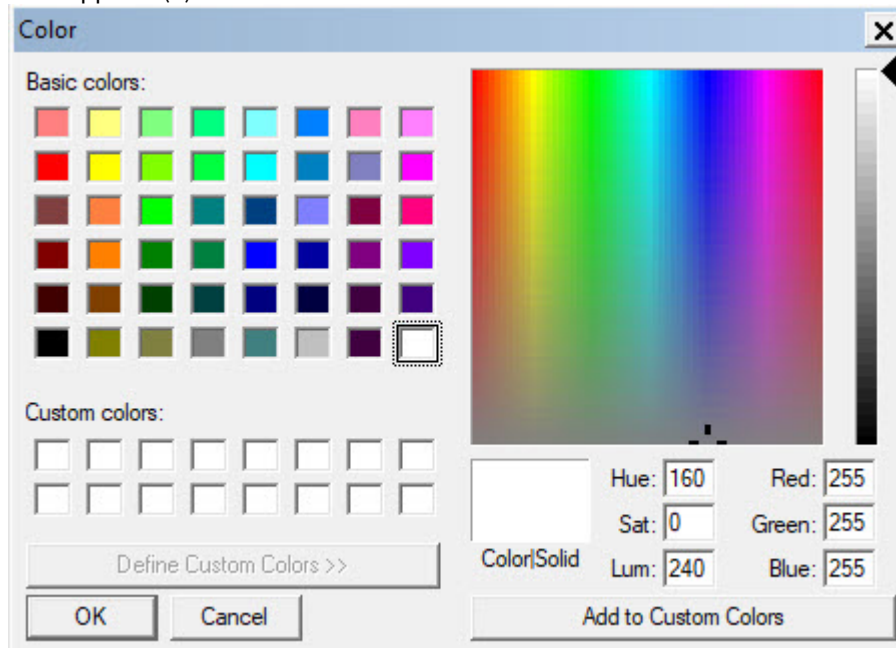 Color
Basic colors:
Custom colors:
Define Custom Colors >>
OK Cancel
Color|Solid
Hue: 160 Red: 255
Sat: 0 Green: 255
Lum: 240 Blue: 255
Add to Custom Colors